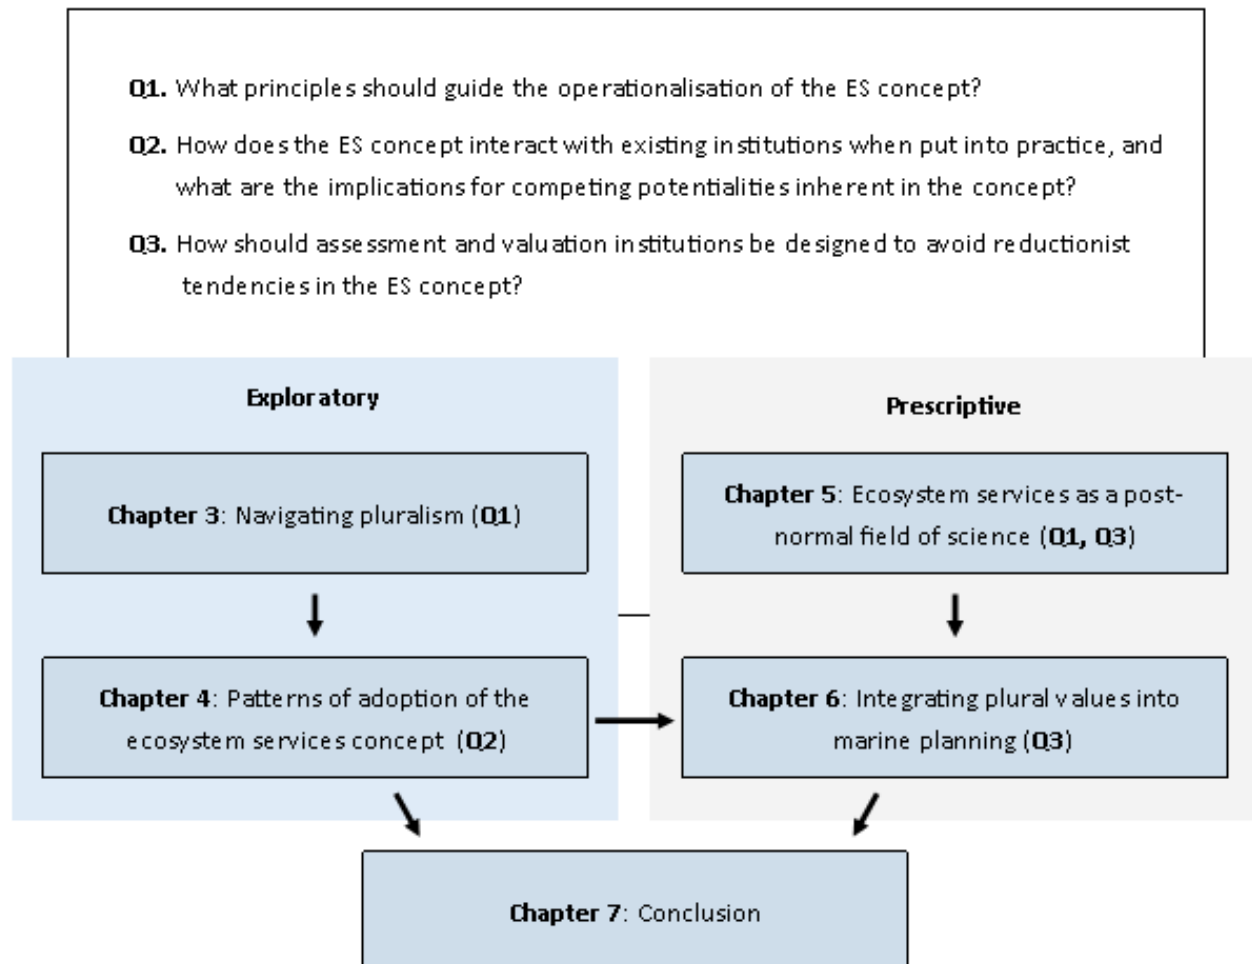 Q1. What principles should guide the operationalisation of the ES concept?
Q2. How does the ES concept interact with existing institutions when put into practice, and
what are the implications for competing potentialities inherent in the concept?
Q3. How should assessment and valuation institutions be designed to avoid reductionist
tendencies in the ES concept?
Exploratory
Chapter 3: Navigating pluralism (Q1)
Chapter 4: Patterns of adoption of the
ecosystem services concept (Q2)
Prescriptive
Chapter 5: Ecosystem services as a post-
normal field of science (Q1, Q3)
Chapter 6: Integrating plural values into
marine planning (Q3)
Chapter 7: Conclusion